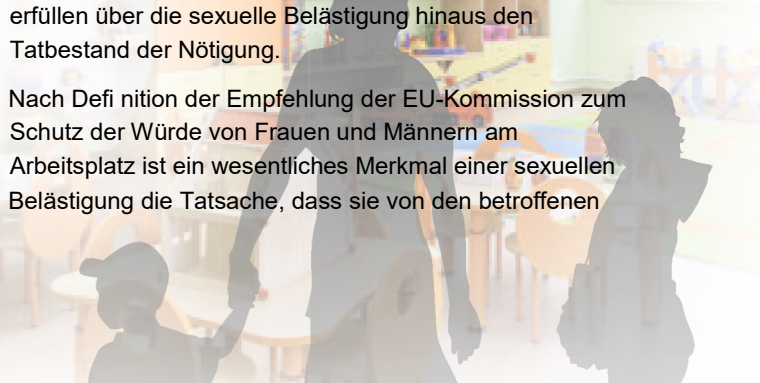 erfüllen über die sexuelle Belästigung hinaus den
Tatbestand der Nötigung.
Nach Defi nition der Empfehlung der EU-Kommission zum
Schutz der Würde von Frauen und Männern am
Arbeitsplatz ist ein wesentliches Merkmal einer sexuellen
Belästigung die Tatsache, dass sie von den betroffenen